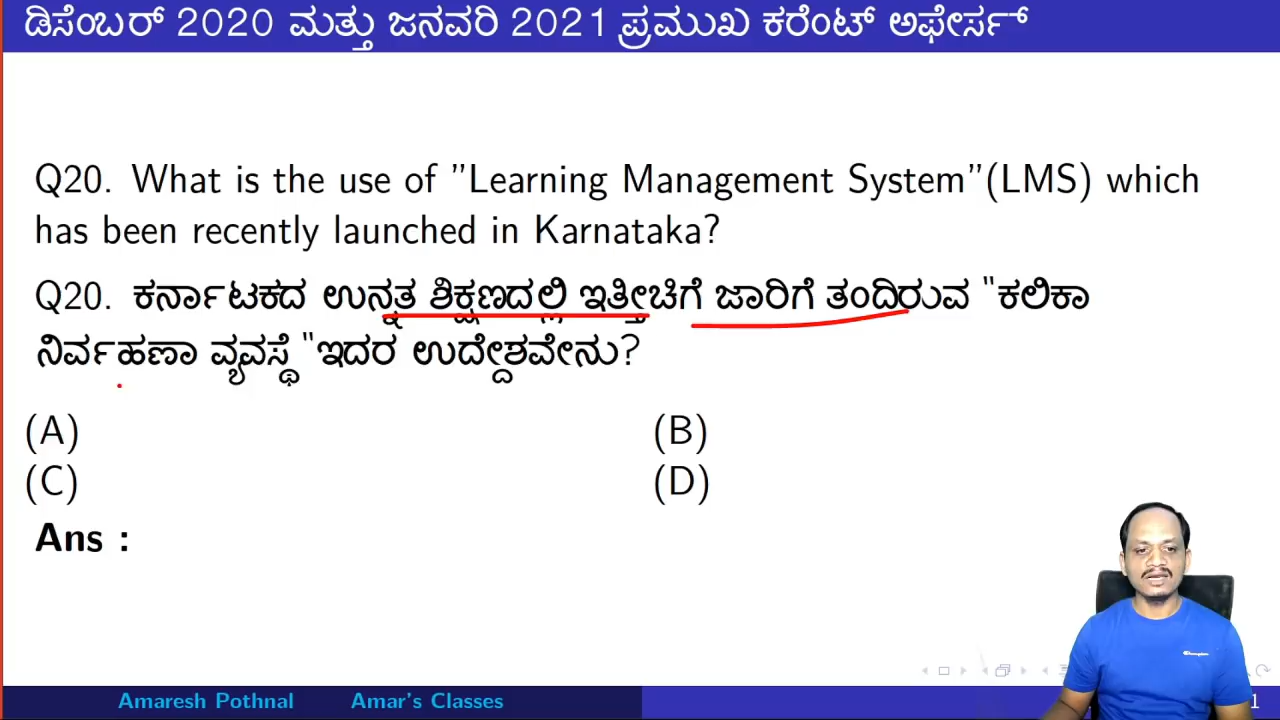 ಡಿಸೆಂಬರ್ 2020 ಮತ್ತು ಜನವರಿ 2021 ಪ್ರಮುಖ ಕರೆಂಟ್ ಅಫೇರ್ಸ್
Q20. What is the use of "Learning Management System"(LMS) which
has been recently launched in Karnataka?
Q20. ಕರ್ನಾಟಕದ ಉನ್ನತ ಶಿಕ್ಷಣದಲ್ಲಿ ಇತ್ತೀಚಿಗೆ ಜಾರಿಗೆ ತಂದಿರುವ "ಕಲಿಕಾ
ನಿರ್ವಹಣಾ ವ್ಯವಸ್ಥೆ "ಇದರ ಉದ್ದೇಶವೇನು?
(A) (B)
(C) (D)
Ans :
Amaresh Pothnal Amar's Classes 1